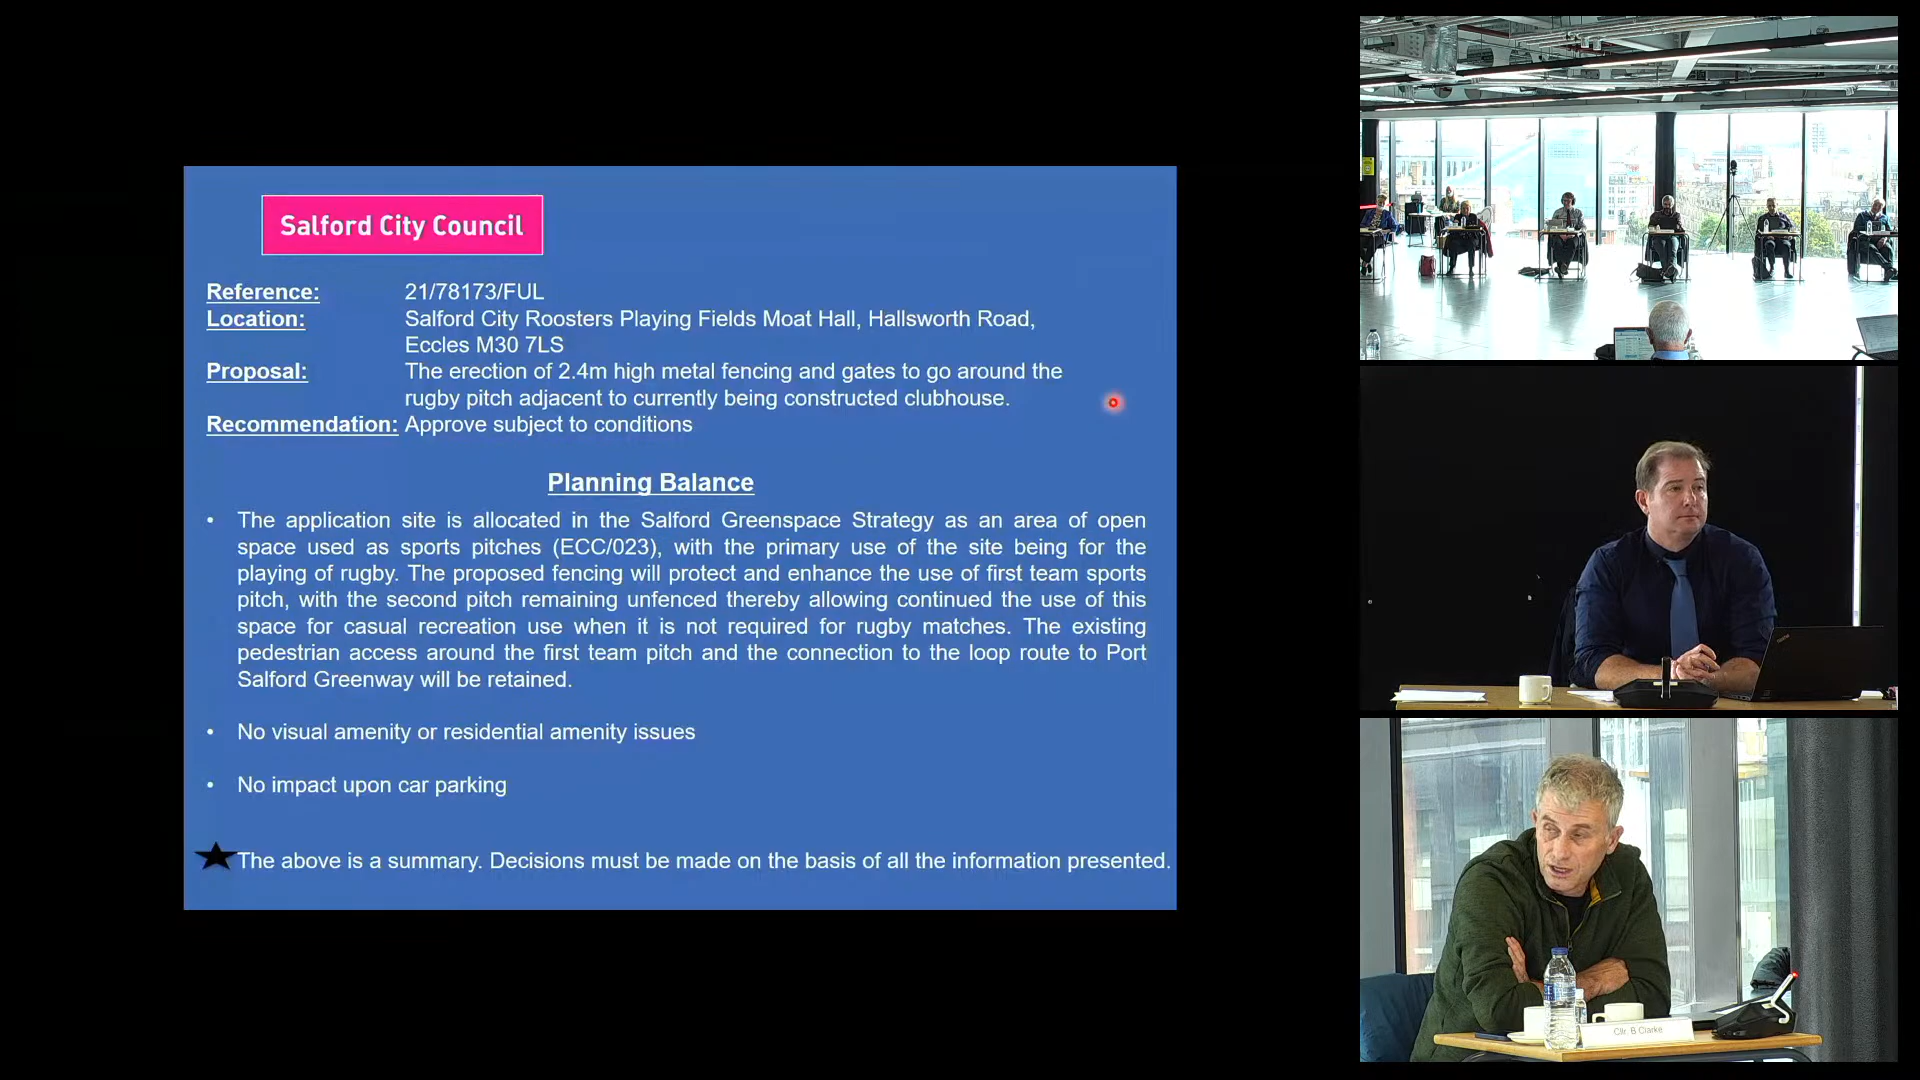 Salford City Council
Reference: 21/78173/FUL
Location: Salford City Roosters Playing Fields Moat Hall, Hallsworth Road,
Eccles M30 7LS
Proposal: The erection of 2.4m high metal fencing and gates to go around the
rugby pitch adjacent to currently being constructed clubhouse.
Recommendation: Approve subject to conditions
Planning Balance
• The application site is allocated in the Salford Greenspace Strategy as an area of open
space used as sports pitches (ECC/023), with the primary use of the site being for the
playing of rugby. The proposed fencing will protect and enhance the use of first team sports
pitch, with the second pitch remaining unfenced thereby allowing continued the use of this
space for casual recreation use when it is not required for rugby matches. The existing
pedestrian access around the first team pitch and the connection to the loop route to Port
Salford Greenway will be retained.
• No visual amenity or residential amenity issues
• No impact upon car parking
★ The above is a summary. Decisions must be made on the basis of all the information presented.
Cllr. B Clarke